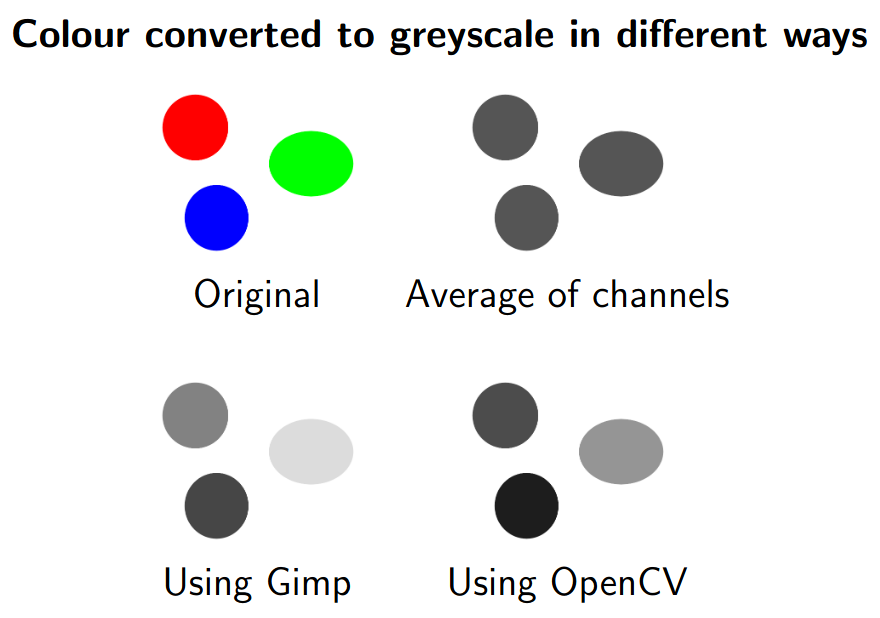 Colour converted to greyscale in different ways
Original
Average of channels
Using Gimp
Using OpenCV